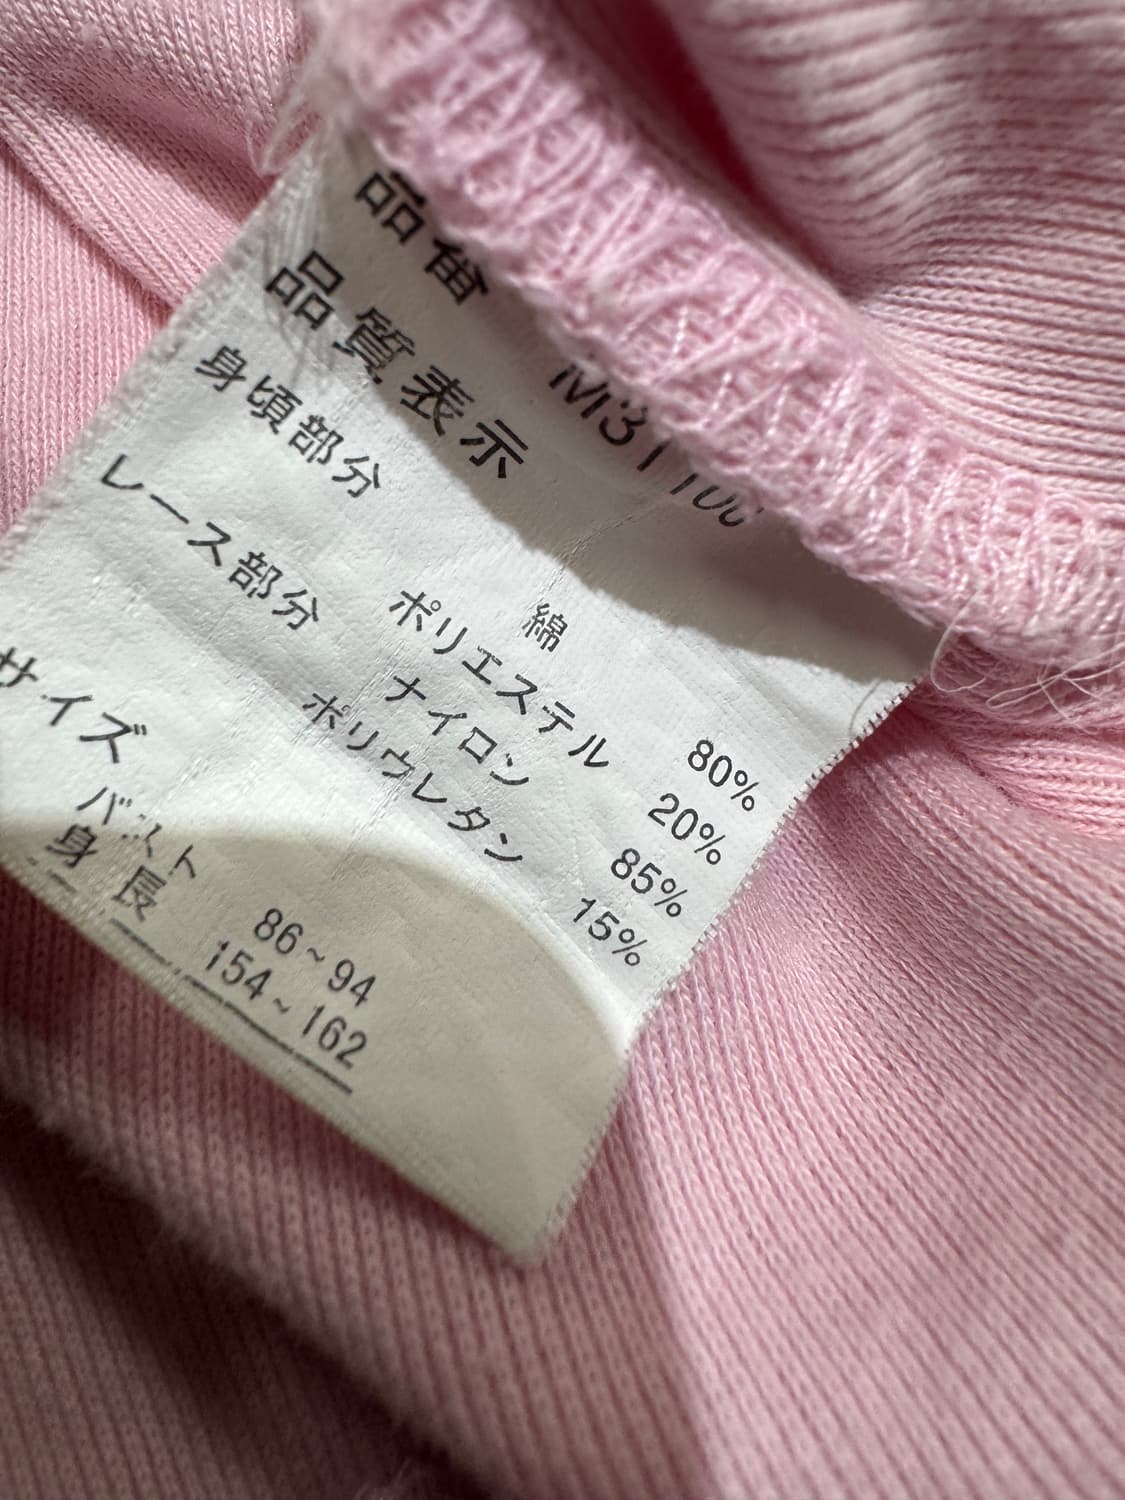 品番
品質表示
身頃部分
綿 80%
ポリエステル 20%
レース部分
ナイロン 85%
ポリウレタン 15%
サイズ
バスト 86~94
身長 154~162